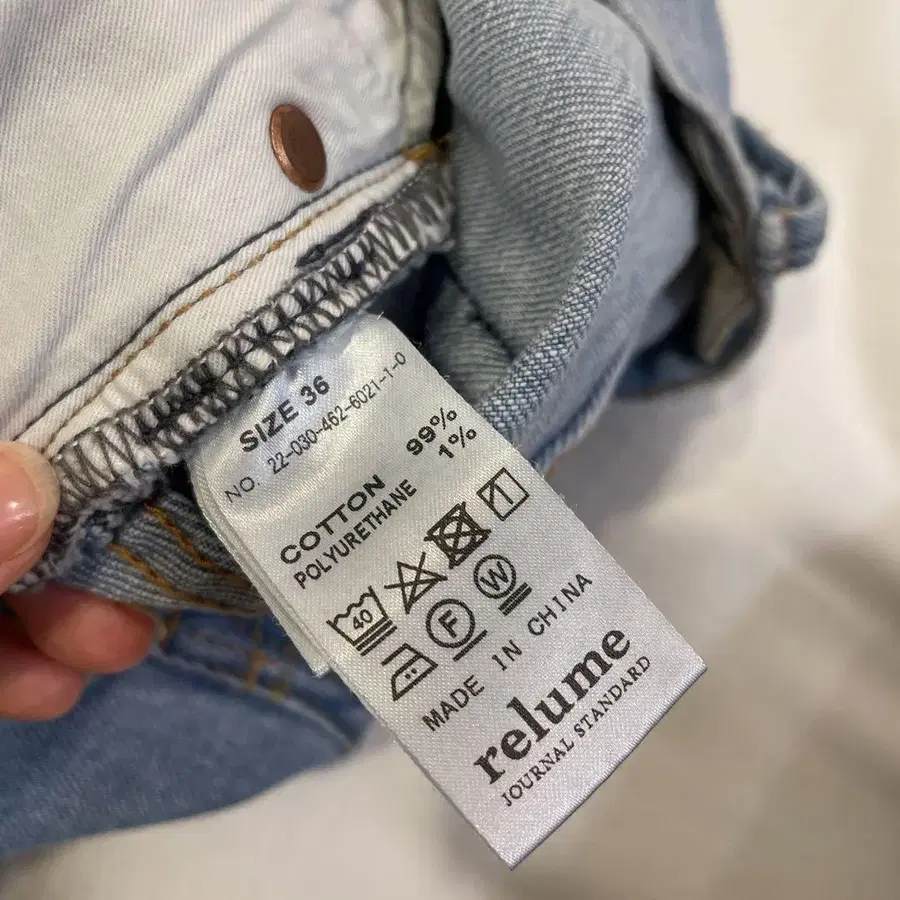 SIZE 36
NO. 22-030-462-6021-1-0
COTTON 99%
POLYURETHANE 1%
40
F W
MADE IN CHINA
relume
JOURNAL STANDARD